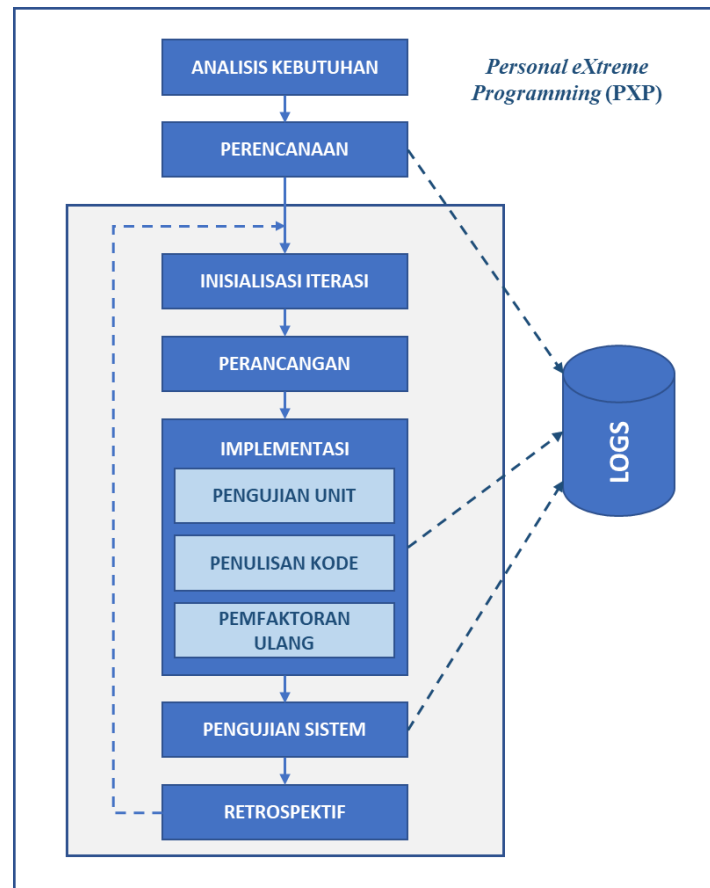 ANALISIS KEBUTUHAN
Personal eXtreme
Programming (PXP)
PERENCANAAN
INISIALISASI ITERASI
PERANCANGAN
IMPLEMENTASI
PENGUJIAN UNIT
PENULISAN KODE
PEMFAKTORAN
ULANG
LOGS
PENGUJIAN SISTEM
RETROSPEKTIF